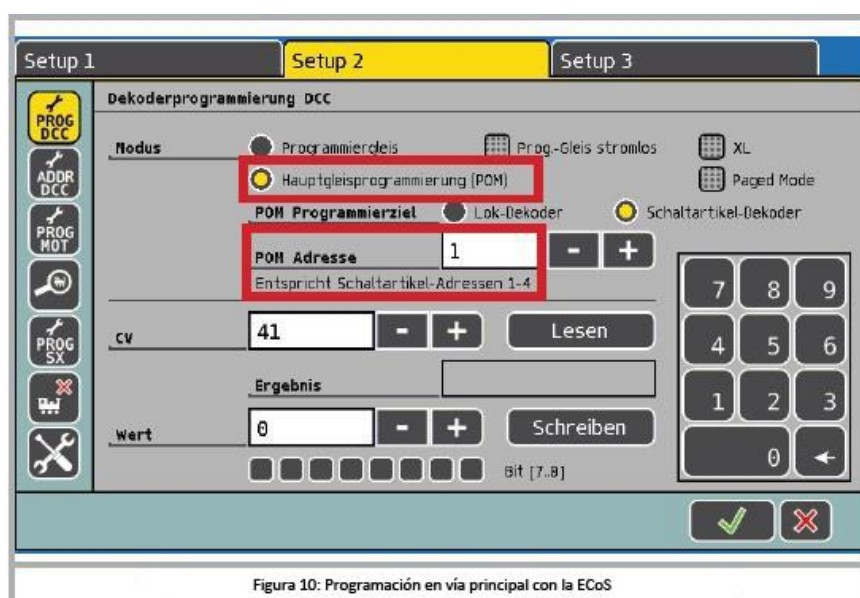 Setup 1 Setup 2 Setup 3
PROG DCC
Dekoderprogrammierung DCC
Modus Programmiergleis Prog.-Gleis stromlos XL
ADDR DCC
Hauptgleisprogrammierung (POM) Paged Mode
PROG MOT
POM Programmierziel Lok-Dekoder Schaltartikel-Dekoder
POM Adresse 1 - +
Entspricht Schaltartikel-Adressen 1-4
7 8 9
PROG SX
CV 41 - + Lesen
4 5 6
Ergebnis
1 2 3
Wert 0 - + Schreiben
0
Bit [7..0]
Figura 10: Programación en vía principal con la ECoS